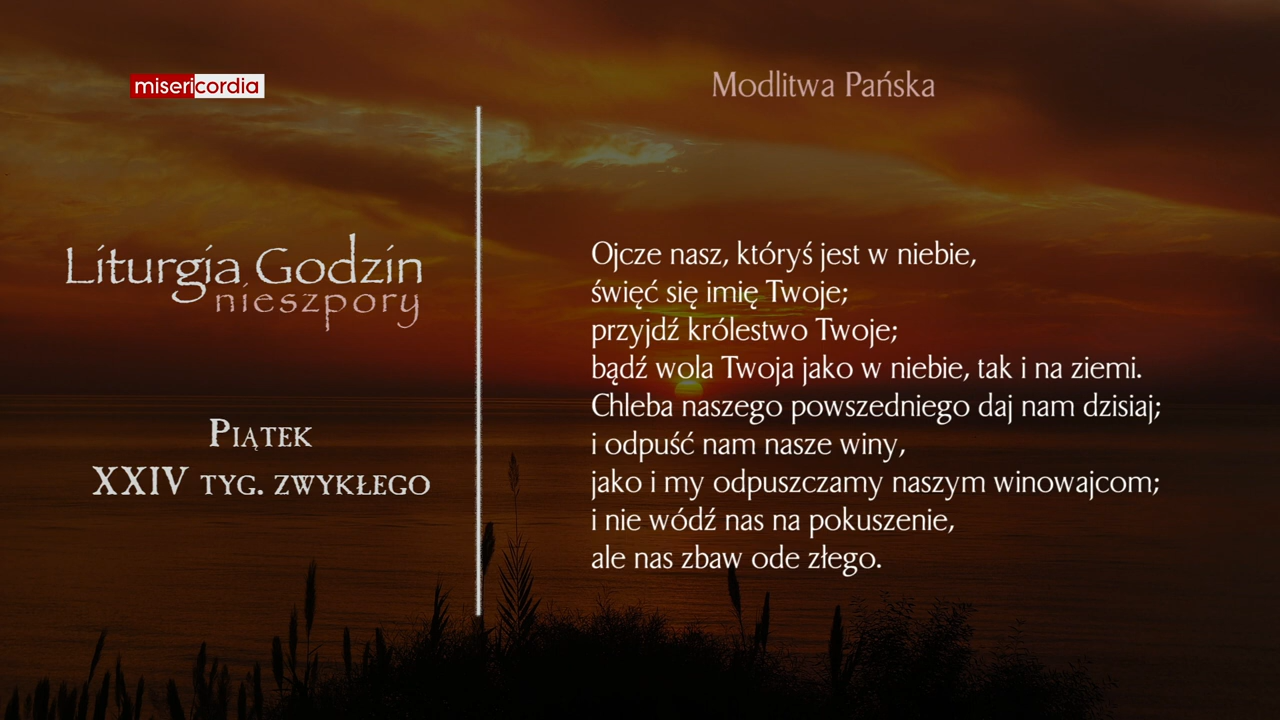 misericordia
Liturgia Godzin
nieszpory
Piątek
XXIV tyg. zwykłego
Modlitwa Pańska
Ojcze nasz, któryś jest w niebie,
święć się imię Twoje;
przyjdź królestwo Twoje;
bądź wola Twoja jako w niebie, tak i na ziemi.
Chleba naszego powszedniego daj nam dzisiaj;
i odpuść nam nasze winy,
jako i my odpuszczamy naszym winowajcom;
i nie wódź nas na pokuszenie,
ale nas zbaw ode złego.